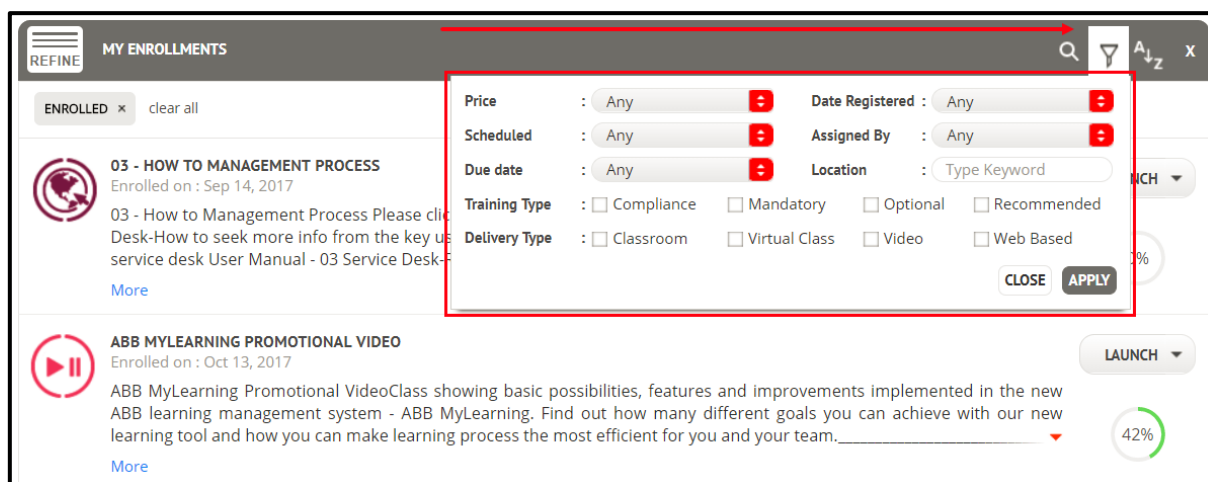 REFINE
MY ENROLLMENTS
A
Z
X
ENROLLED × clear all
Price : Any Date Registered : Any
Scheduled : Any Assigned By : Any
Due date : Any Location : Type Keyword
Training Type : Compliance Mandatory Optional Recommended
Delivery Type : Classroom Virtual Class Video Web Based
CLOSE APPLY
03 - HOW TO MANAGEMENT PROCESS
Enrolled on : Sep 14, 2017
03 - How to Management Process Please
Desk-How to seek more info from the key
service desk User Manual - 03 Service
More
ABB MYLEARNING PROMOTIONAL VIDEO
Enrolled on : Oct 13, 2017
LAUNCH
ABB MyLearning Promotional VideoClass showing basic possibilities, features and improvements implemented in the new
ABB learning management system - ABB MyLearning. Find out how many different goals you can achieve with our new
learning tool and how you can make learning process the most efficient for you and your team.
42%
More